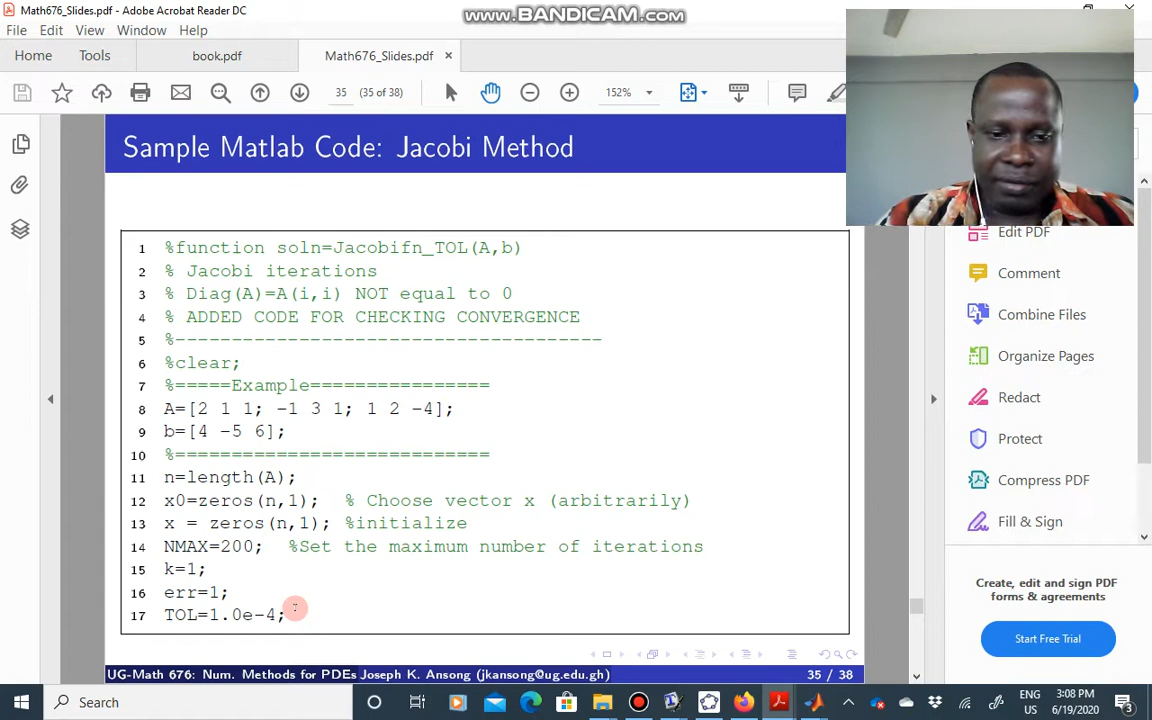 Math676_Slides.pdf - Adobe Acrobat Reader DC
www.BANDICAM.com
File Edit View Window Help
Home Tools book.pdf Math676_Slides.pdf ×
35 (35 of 38) 152%
Sample Matlab Code: Jacobi Method
1 %function soln=Jacobifn_TOL(A,b)
2 % Jacobi iterations
3 % Diag(A)=A(i,i) NOT equal to 0
4 % ADDED CODE FOR CHECKING CONVERGENCE
5 %--------------------------------------
6 %clear;
7 %=====Example================
8 A=[2 1 1; -1 3 1; 1 2 -4];
9 b=[4 -5 6];
10 %============================
11 n=length(A);
12 x0=zeros(n,1); % Choose vector x (arbitrarily)
13 x = zeros(n,1); %initialize
14 NMAX=200; %Set the maximum number of iterations
15 k=1;
16 err=1;
17 TOL=1.0e-4;
UG-Math 676: Num. Methods for PDEs Joseph K. Ansong (jkansong@ug.edu.gh) 35 / 38
Edit PDF
Comment
Combine Files
Organize Pages
Redact
Protect
Compress PDF
Fill & Sign
Create, edit and sign PDF
forms & agreements
Start Free Trial
Search
ENG
US
3:08 PM
6/19/2020
3